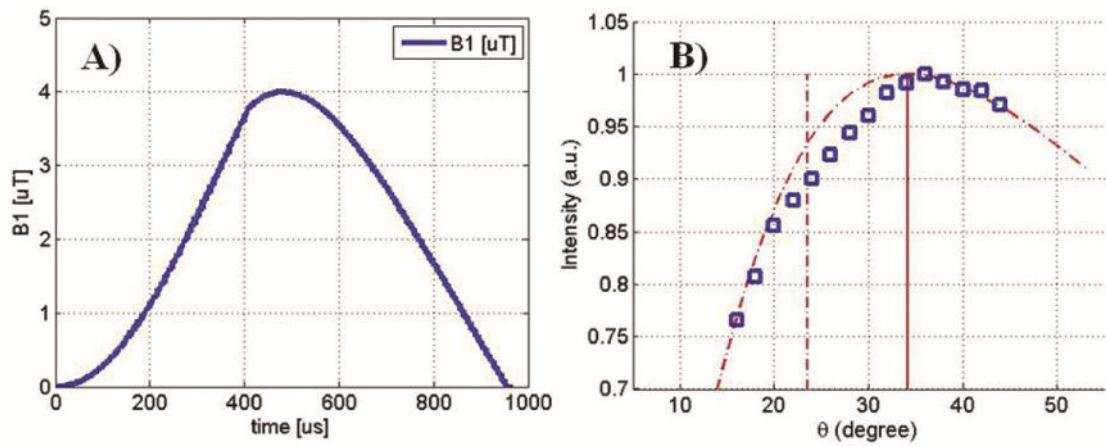 A)
B1 [uT]
5
4
3
2
1
0
B1 [uT]
0 200 400 600 800 1000
time [us]
B)
1.05
1
0.95
0.9
0.85
0.8
0.75
0.7
Intensity (a.u.)
10 20 30 40 50
θ (degree)